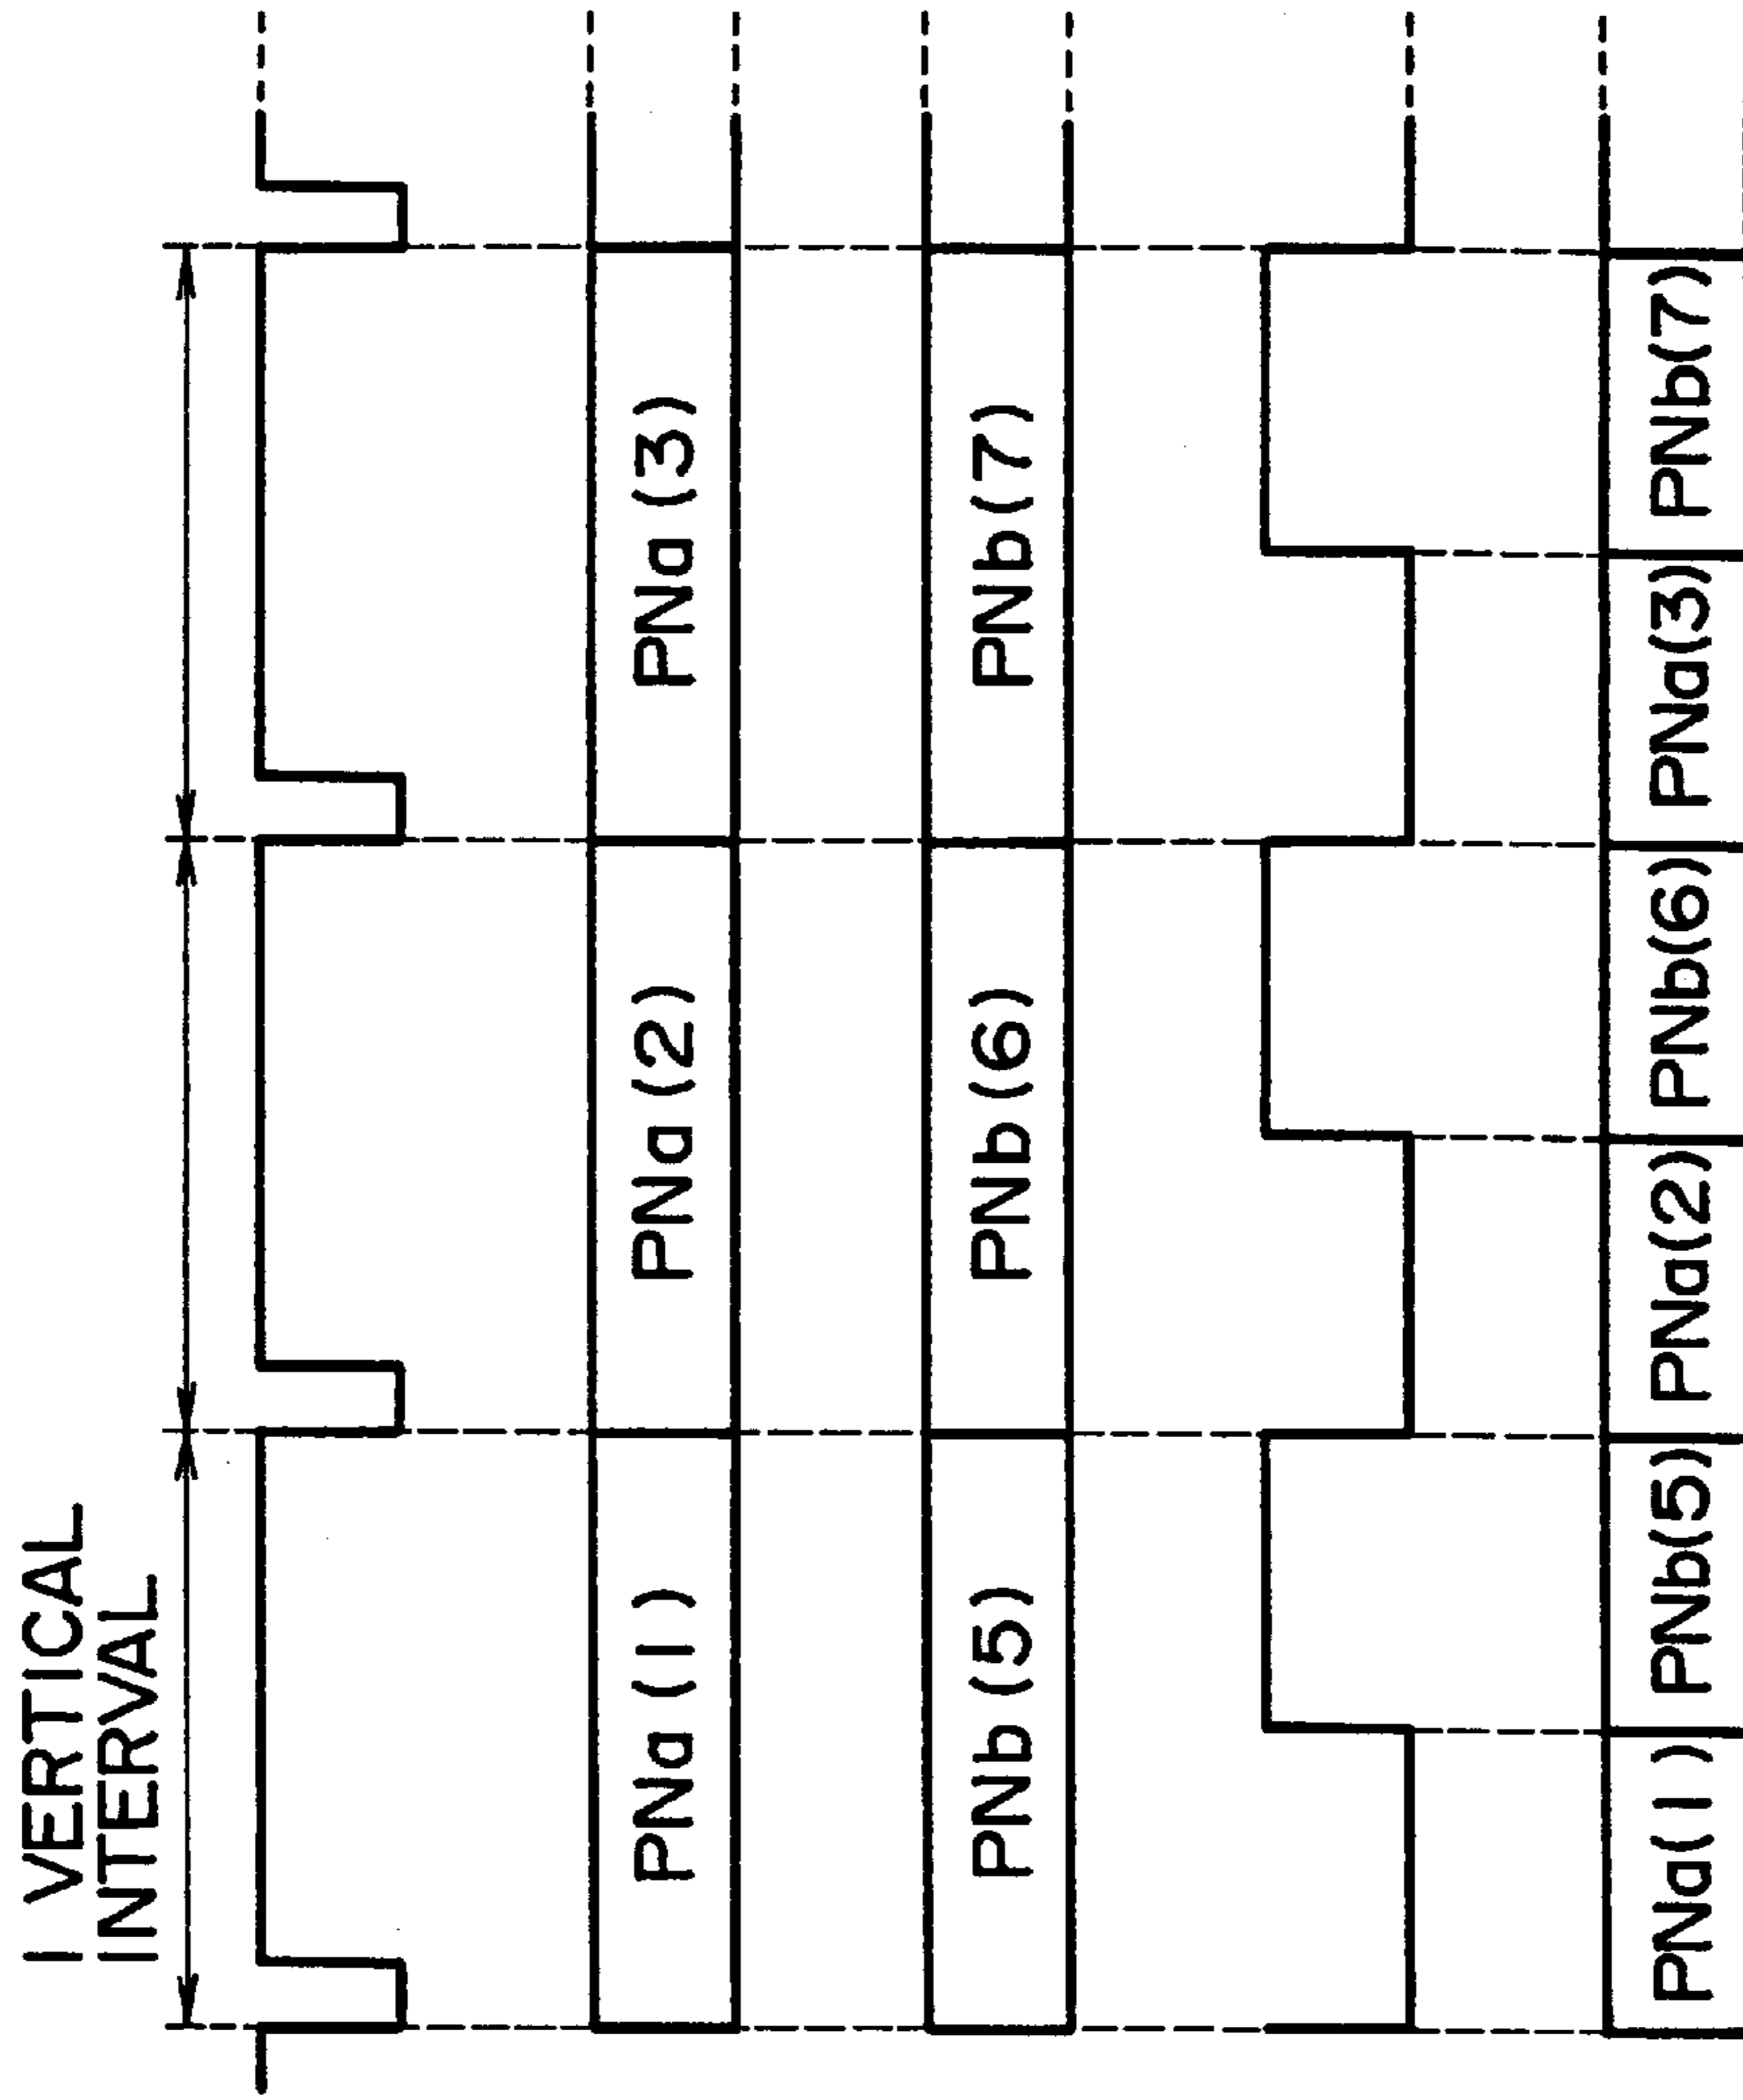 1 VERTICAL
INTERVAL
PNa (1) PNa (2) PNa (3)
PNb (5) PNb (6) PNb (7)
PNa(1) PNb(5) PNa(2) PNb(6) PNa(3) PNb(7)